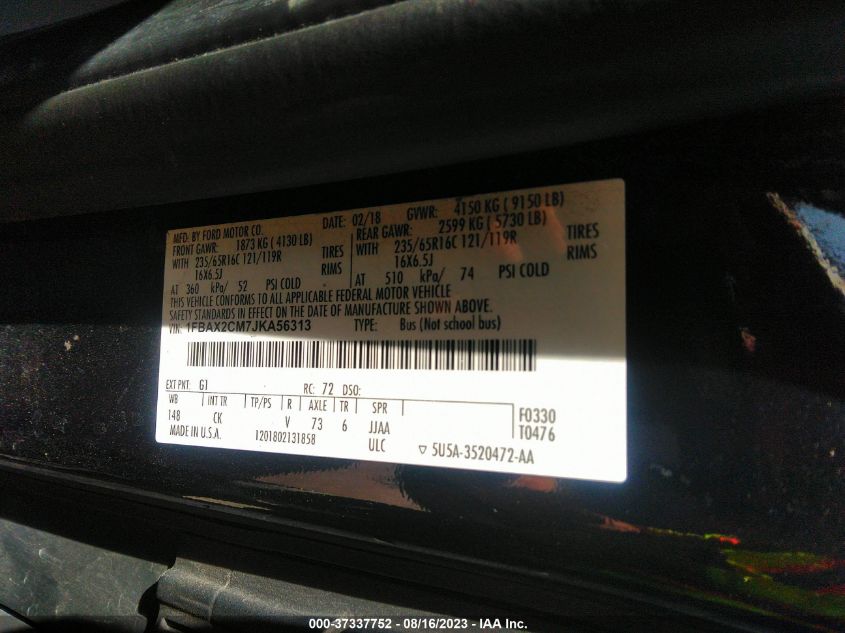 MFD. BY FORD MOTOR CO.
DATE: 02/18 GVWR: 4150 KG ( 9150 LB)
FRONT GAWR: 1873 KG ( 4130 LB)
WITH 235/65R16C 121/119R TIRES
16X6.5J RIMS
AT 360 kPa/ 52 PSI COLD
REAR GAWR: 2599 KG ( 5730 LB)
WITH 235/65R16C 121/119R TIRES
16X6.5J RIMS
AT 510 kPa/ 74 PSI COLD
THIS VEHICLE CONFORMS TO ALL APPLICABLE FEDERAL MOTOR VEHICLE
SAFETY STANDARDS IN EFFECT ON THE DATE OF MANUFACTURE SHOWN ABOVE.
VIN: 1FBAX2CM7JKA56313 TYPE: Bus (Not school bus)
EXT PNT: G1 RC: 72 DSO:
WB INT TR TP/PS R AXLE TR SPR
148 CK V 73 6 JJAA
F0330
T0476
MADE IN U.S.A. 1201802131858 ULC ▽ 5U5A-3520472-AA
000-37337752 - 08/16/2023 - IAA Inc.